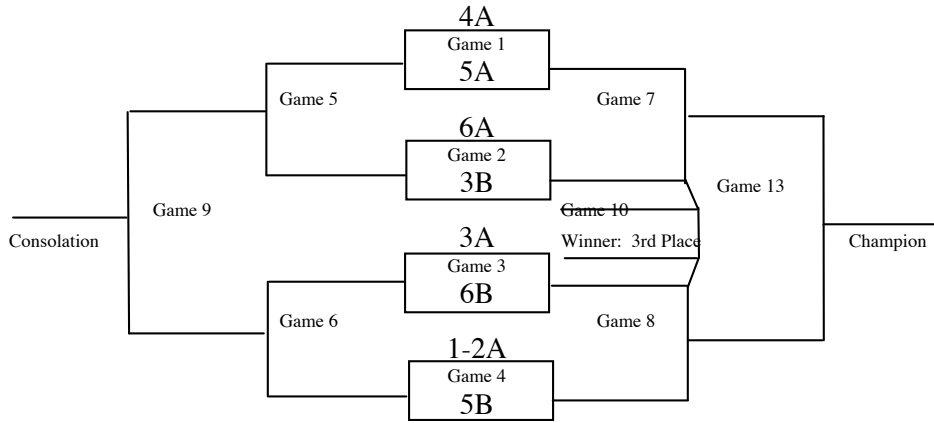 4A
Game 1
5A
Game 5
Game 7
6A
Game 2
3B
Game 13
Game 9
Game 10
Consolation
3A
Winner: 3rd Place
Champion
Game 3
6B
Game 6
Game 8
1-2A
Game 4
5B